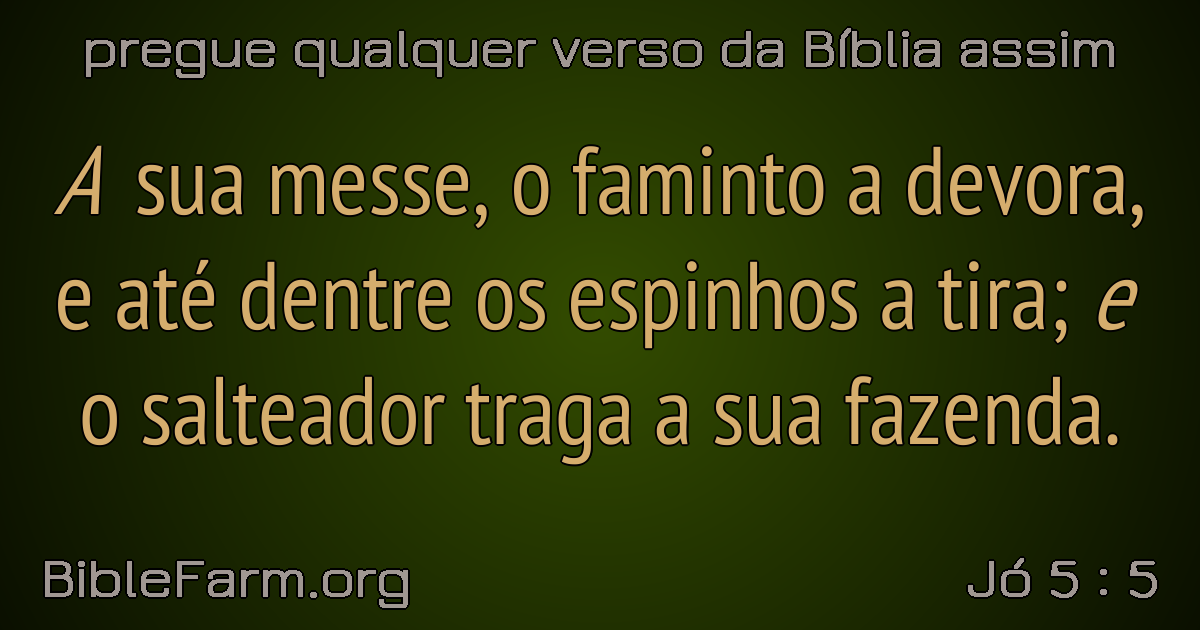 pregue qualquer verso da Bíblia assim
A sua messe, o faminto a devora,
e até dentre os espinhos a tira; e
o salteador traga a sua fazenda.
BibleFarm.org
Jó 5 : 5